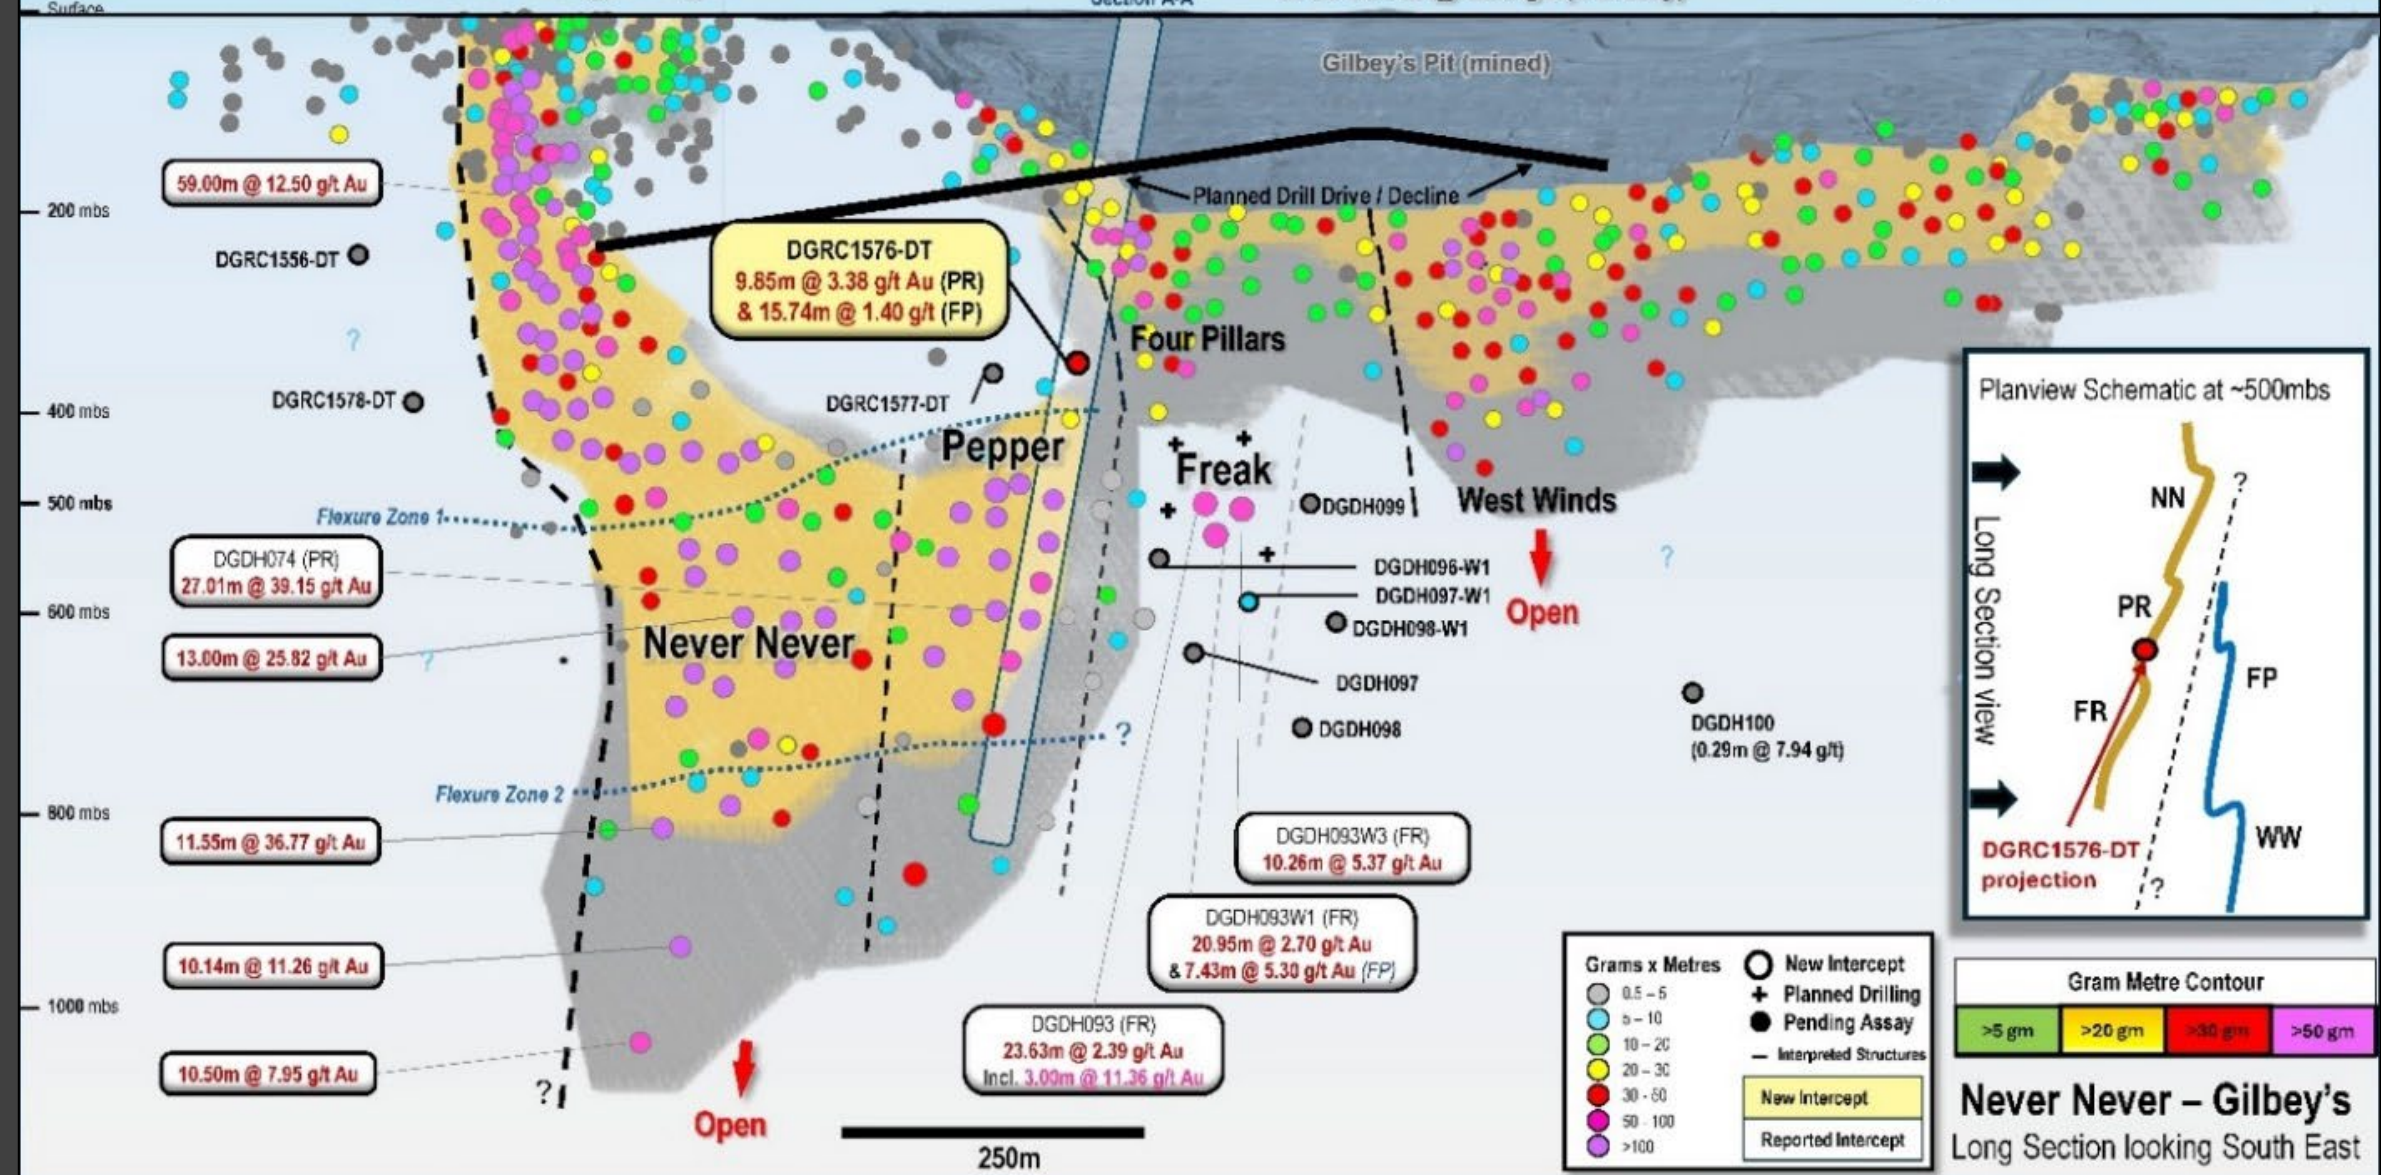 Surface
Section A-A
Gilbey's Pit (mined)
Planned Drill Drive / Decline
59.00m @ 12.50 g/t Au
200 mbs
DGRC1556-DT
DGRC1576-DT
9.85m @ 3.38 g/t Au (PR)
& 15.74m @ 1.40 g/t (FP)
?
Four Pillars
DGRC1578-DT
DGRC1577-DT
400 mbs
Pepper
Freak
500 mbs
Flexure Zone 1
DGDH099
West Winds
?
DGDH074 (PR)
27.01m @ 39.15 g/t Au
DGDH096-W1
DGDH097-W1
600 mbs
Open
DGDH098-W1
Never Never
13.00m @ 25.82 g/t Au
?
DGDH097
DGDH098
?
DGDH100
(0.29m @ 7.94 g/t)
Flexure Zone 2
800 mbs
11.55m @ 36.77 g/t Au
DGDH093W3 (FR)
10.26m @ 5.37 g/t Au
DGDH093W1 (FR)
20.95m @ 2.70 g/t Au
& 7.43m @ 5.30 g/t Au (FP)
10.14m @ 11.26 g/t Au
1000 mbs
DGDH093 (FR)
23.63m @ 2.39 g/t Au
Incl. 3.00m @ 11.36 g/t Au
10.50m @ 7.95 g/t Au
?
Open
250m
Planview Schematic at ~500mbs
NN
?
Long Section view
PR
FP
FR
DGRC1576-DT
projection
WW
?
Grams x Metres
0.5 – 5
5 – 10
10 – 20
20 – 30
30 - 50
50 - 100
>100
New Intercept
Planned Drilling
Pending Assay
Interpreted Structures
New Intercept
Reported Intercept
Gram Metre Contour
>5 gm
>20 gm
>30 gm
>50 gm
Never Never – Gilbey's
Long Section looking South East